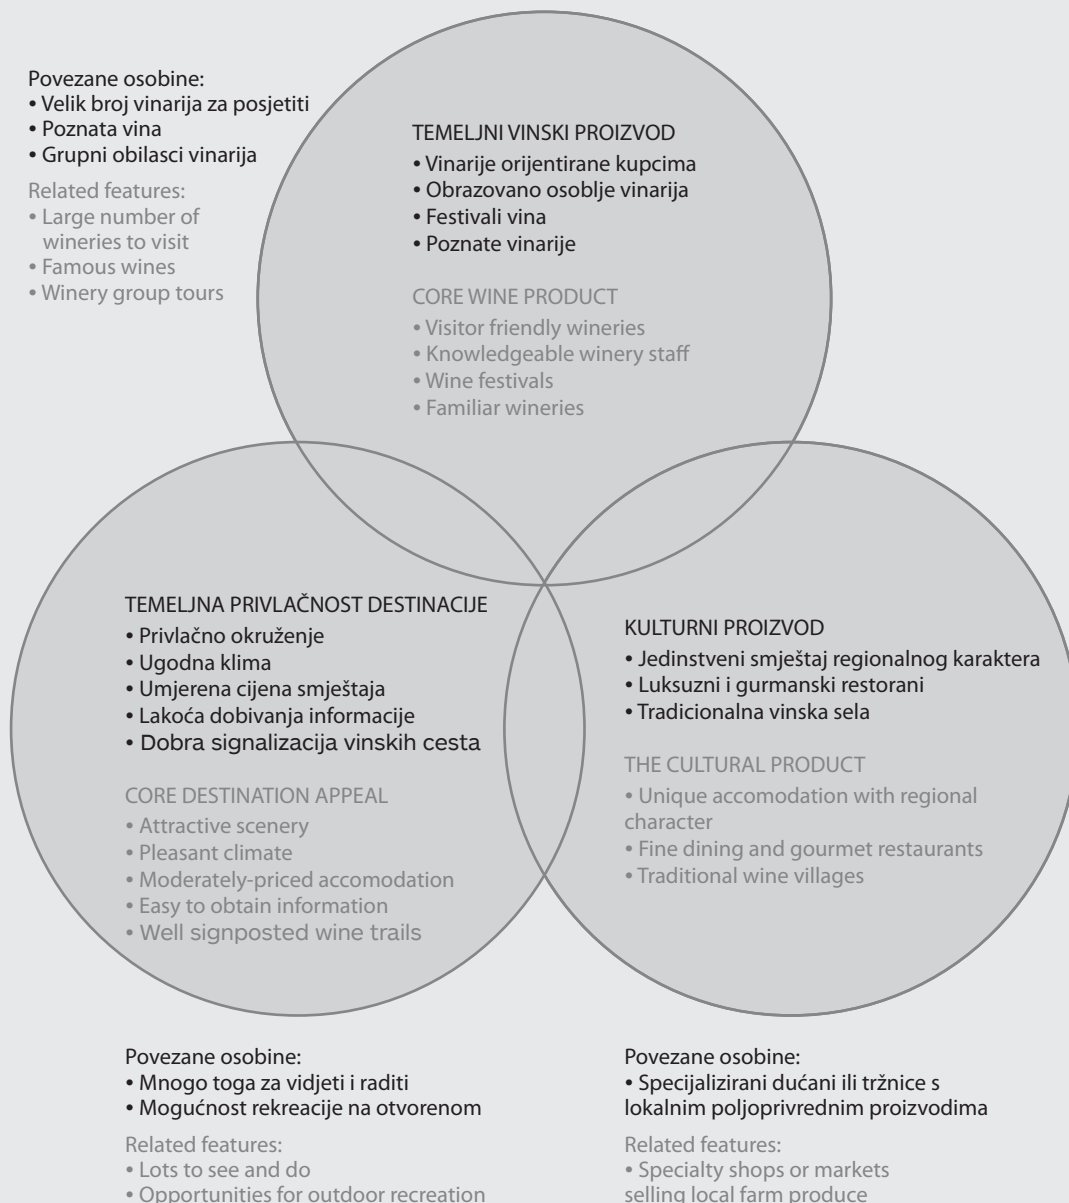 Povezane osobine:
• Velik broj vinarija za posjetiti
• Poznata vina
• Grupni obilasci vinarija
Related features:
• Large number of
wineries to visit
• Famous wines
• Winery group tours
TEMELJNI VINSKI PROIZVOD
• Vinarije orijentirane kupcima
• Obrazovano osoblje vinarija
• Festivali vina
• Poznate vinarije
CORE WINE PRODUCT
• Visitor friendly wineries
• Knowledgeable winery staff
• Wine festivals
• Familiar wineries
TEMELJNA PRIVLAČNOST DESTINACIJE
• Privlačno okruženje
• Ugodna klima
• Umjerena cijena smještaja
• Lakoća dobivanja informacije
• Dobra signalizacija vinskih cesta
CORE DESTINATION APPEAL
• Attractive scenery
• Pleasant climate
• Moderately-priced accomodation
• Easy to obtain information
• Well signposted wine trails
KULTURNI PROIZVOD
• Jedinstveni smještaj regionalnog karaktera
• Luksuzni i gurmanski restorani
• Tradicionalna vinska sela
THE CULTURAL PRODUCT
• Unique accomodation with regional
character
• Fine dining and gourmet restaurants
• Traditional wine villages
Povezane osobine:
• Mnogo toga za vidjeti i raditi
• Mogućnost rekreacije na otvorenom
Related features:
• Lots to see and do
• Opportunities for outdoor recreation
Povezane osobine:
• Specijalizirani dućani ili tržnice s
lokalnim poljoprivrednim proizvodima
Related features:
• Specialty shops or markets
selling local farm produce